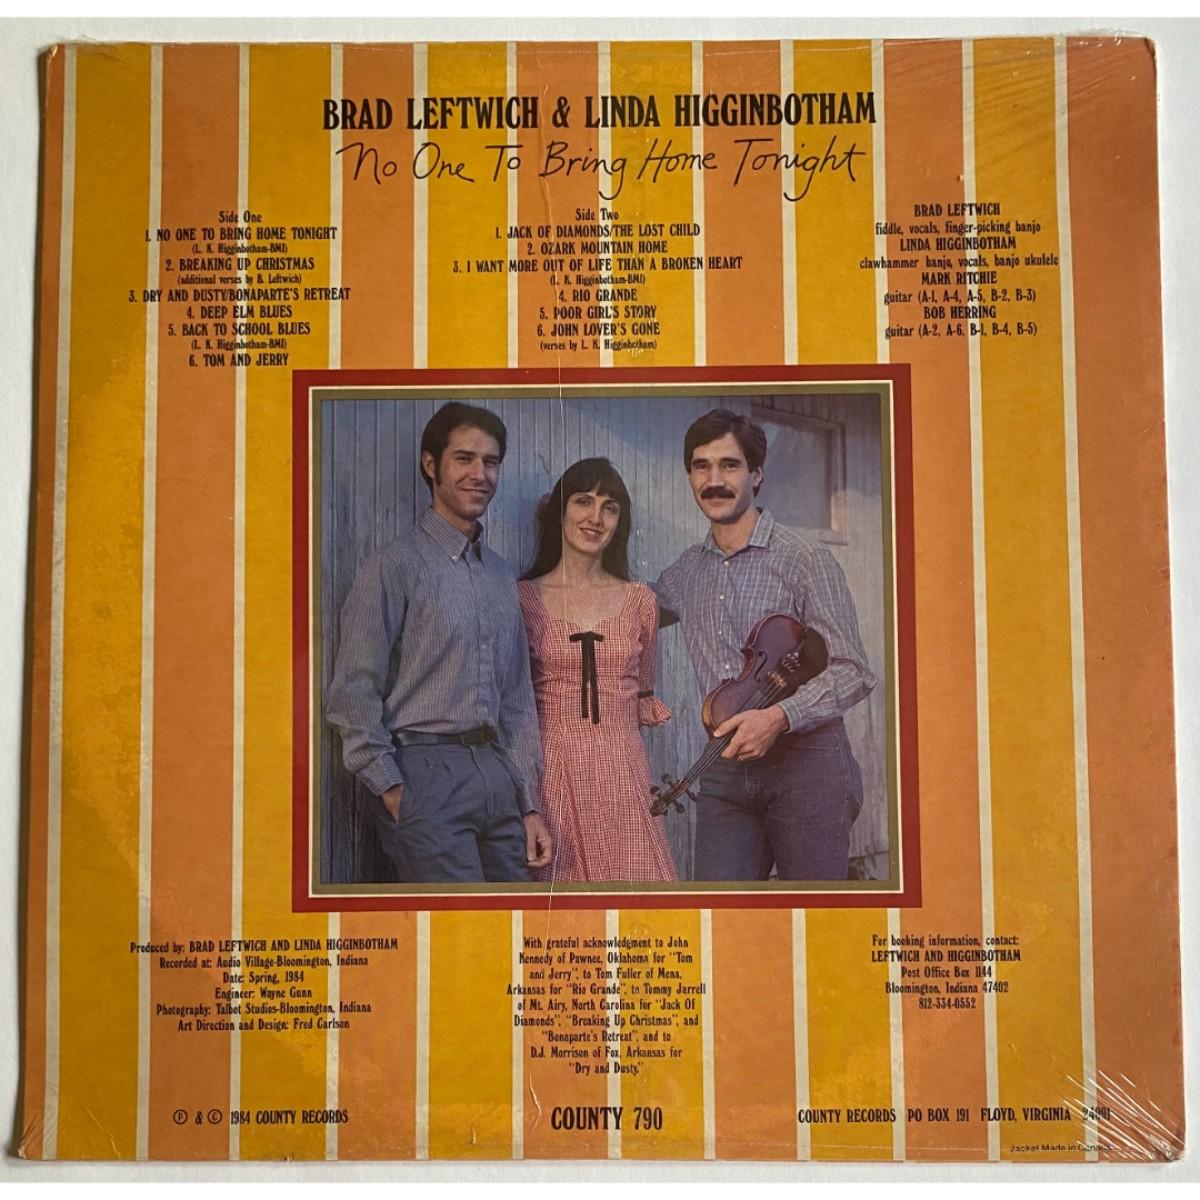 BRAD LEFTWICH & LINDA HIGGINBOTHAM
No One To Bring Home Tonight
Side One
1. NO ONE TO BRING HOME TONIGHT
(L. K. Higginbotham-BMI)
2. BREAKING UP CHRISTMAS
(additional verses by B. Leftwich)
3. DRY AND DUSTY/BONAPARTE'S RETREAT
4. DEEP ELM BLUES
5. BACK TO SCHOOL BLUES
(L. K. Higginbotham-BMI)
6. TOM AND JERRY
Side Two
1. JACK OF DIAMONDS/THE LOST CHILD
2. OZARK MOUNTAIN HOME
3. I WANT MORE OUT OF LIFE THAN A BROKEN HEART
(L. K. Higginbotham-BMI)
4. RIO GRANDE
5. POOR GIRL'S STORY
6. JOHN LOVER'S GONE
(verses by L. K. Higginbotham)
BRAD LEFTWICH
fiddle, vocals, finger-picking banjo
LINDA HIGGINBOTHAM
clawhammer banjo, vocals, banjo ukulele
MARK RITCHIE
guitar (A-1, A-4, A-5, B-2, B-3)
BOB HERRING
guitar (A-2, A-6, B-1, B-4, B-5)
Produced by: BRAD LEFTWICH AND LINDA HIGGINBOTHAM
Recorded at: Audio Village-Bloomington, Indiana
Date: Spring, 1984
Engineer: Wayne Gunn
Photography: Talbot Studios-Bloomington, Indiana
Art Direction and Design: Fred Carlson
With grateful acknowledgment to John
Kennedy of Pawnee, Oklahoma for "Tom
and Jerry", to Tom Fuller of Mena,
Arkansas for "Rio Grande", to Tommy Jarrell
of Mt. Airy, North Carolina for "Jack Of
Diamonds", "Breaking Up Christmas", and
"Bonaparte's Retreat", and to
D.J. Morrison of Fox, Arkansas for
"Dry and Dusty."
For booking information, contact:
LEFTWICH AND HIGGINBOTHAM
Post Office Box 1144
Bloomington, Indiana 47402
812-334-0552
Ⓟ & © 1984 COUNTY RECORDS
COUNTY 790
COUNTY RECORDS PO BOX 191 FLOYD, VIRGINIA 24091
Jacket Made in Canada